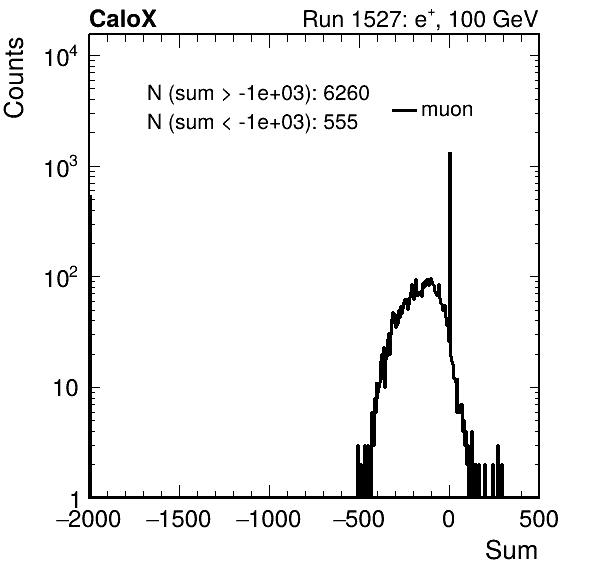 CaloX Run 1527: e⁺, 100 GeV
Counts
N (sum > -1e+03): 6260
N (sum < -1e+03): 555
muon
10⁴
10³
10²
10
1
−2000 −1500 −1000 −500 0 500
Sum